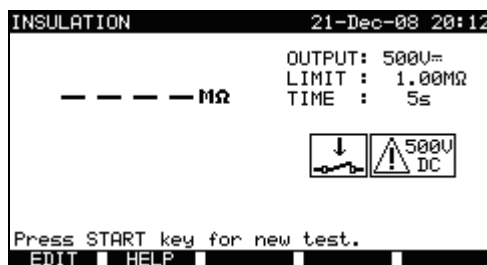 INSULATION 21-Dec-08 20:12
OUTPUT: 500V⎓
LIMIT : 1.00MΩ
– – – – MΩ TIME : 5s
500V
DC
Press START key for new test.
EDIT HELP